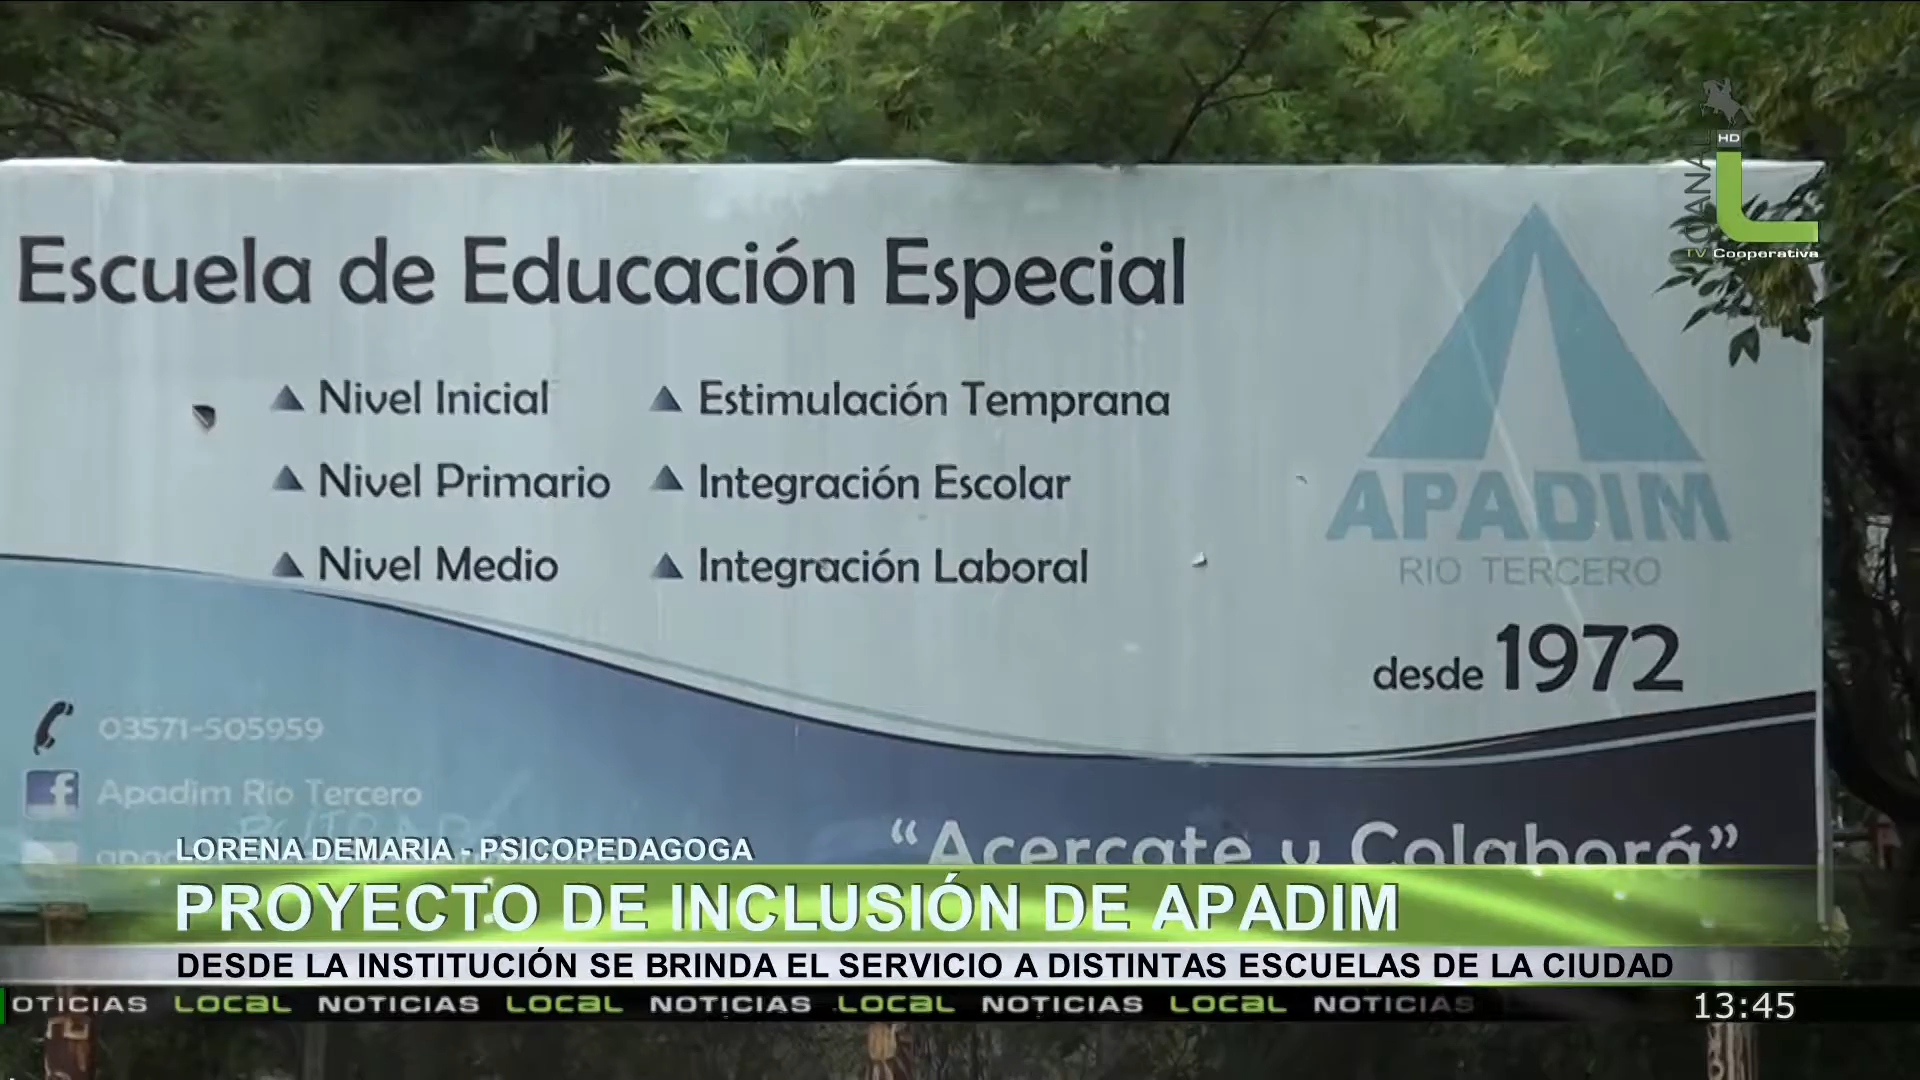 HD
CANAL
TV Cooperativa
Escuela de Educación Especial
Nivel Inicial
Estimulación Temprana
Nivel Primario
Integración Escolar
Nivel Medio
Integración Laboral
APADIM
RIO TERCERO
desde 1972
03571-505959
Apadim Rio Tercero
"Acercate y Colaborá"
LORENA DEMARIA - PSICOPEDAGOGA
PROYECTO DE INCLUSIÓN DE APADIM
DESDE LA INSTITUCIÓN SE BRINDA EL SERVICIO A DISTINTAS ESCUELAS DE LA CIUDAD
OTICIAS LOCAL NOTICIAS LOCAL NOTICIAS LOCAL NOTICIAS LOCAL NOTICIAS
13:45